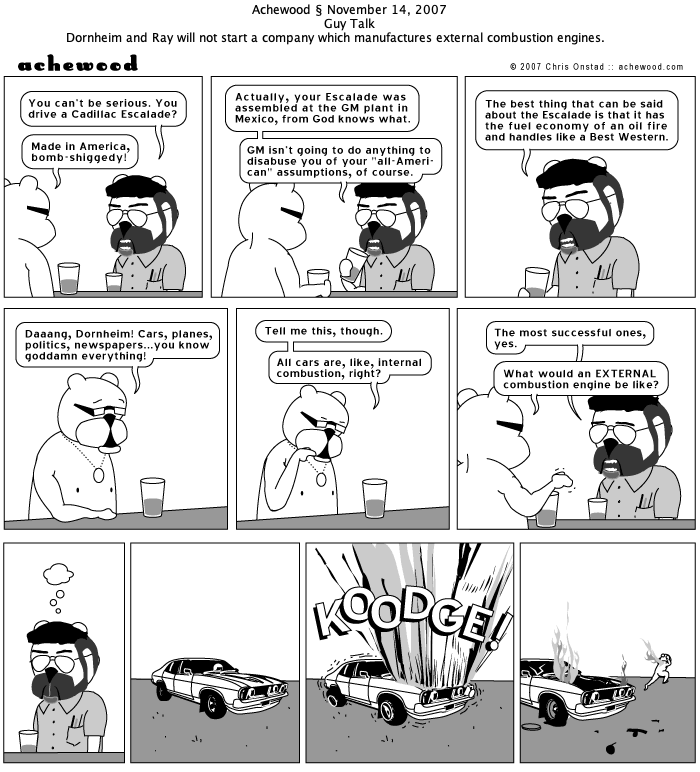 Achewood § November 14, 2007
Guy Talk
Dornheim and Ray will not start a company which manufactures external combustion engines.
achewood
© 2007 Chris Onstad :: achewood.com
You can't be serious. You
drive a Cadillac Escalade?
Made in America,
bomb-shiggedy!
Actually, your Escalade was
assembled at the GM plant in
Mexico, from God knows what.
GM isn't going to do anything to
disabuse you of your "all-Ameri-
can" assumptions, of course.
The best thing that can be said
about the Escalade is that it has
the fuel economy of an oil fire
and handles like a Best Western.
Daaang, Dornheim! Cars, planes,
politics, newspapers...you know
goddamn everything!
Tell me this, though.
All cars are, like, internal
combustion, right?
The most successful ones,
yes.
What would an EXTERNAL
combustion engine be like?
KOODGE!